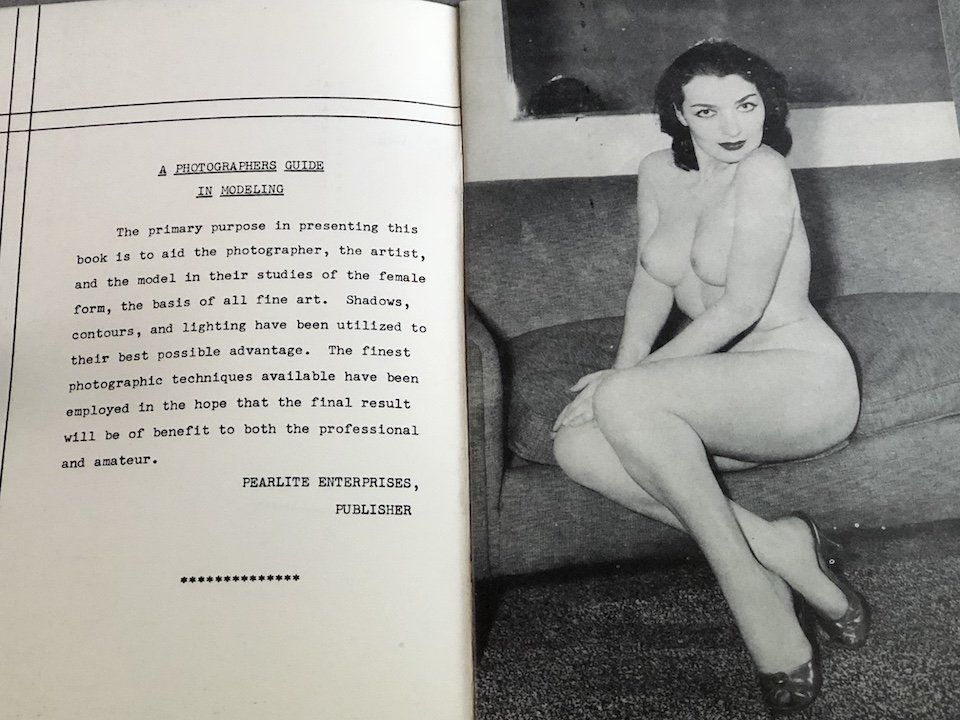 A PHOTOGRAPHERS GUIDE
IN MODELING
The primary purpose in presenting this
book is to aid the photographer, the artist,
and the model in their studies of the female
form, the basis of all fine art. Shadows,
contours, and lighting have been utilized to
their best possible advantage. The finest
photographic techniques available have been
employed in the hope that the final result
will be of benefit to both the professional
and amateur.
PEARLITE ENTERPRISES,
PUBLISHER
**************